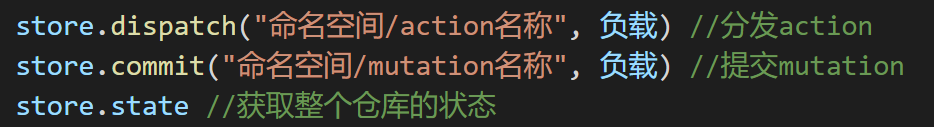 store.dispatch("命名空间/action名称", 负载) //分发action
store.commit("命名空间/mutation名称", 负载) //提交mutation
store.state //获取整个仓库的状态